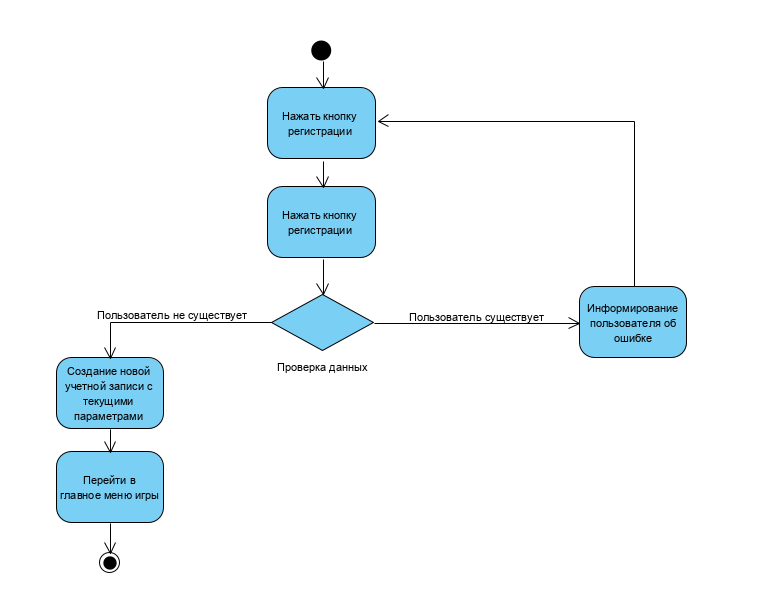 Нажать кнопку
регистрации
Нажать кнопку
регистрации
Пользователь не существует
Пользователь существует
Информирование
пользователя об
ошибке
Проверка данных
Создание новой
учетной записи с
текущими
параметрами
Перейти в
главное меню игры